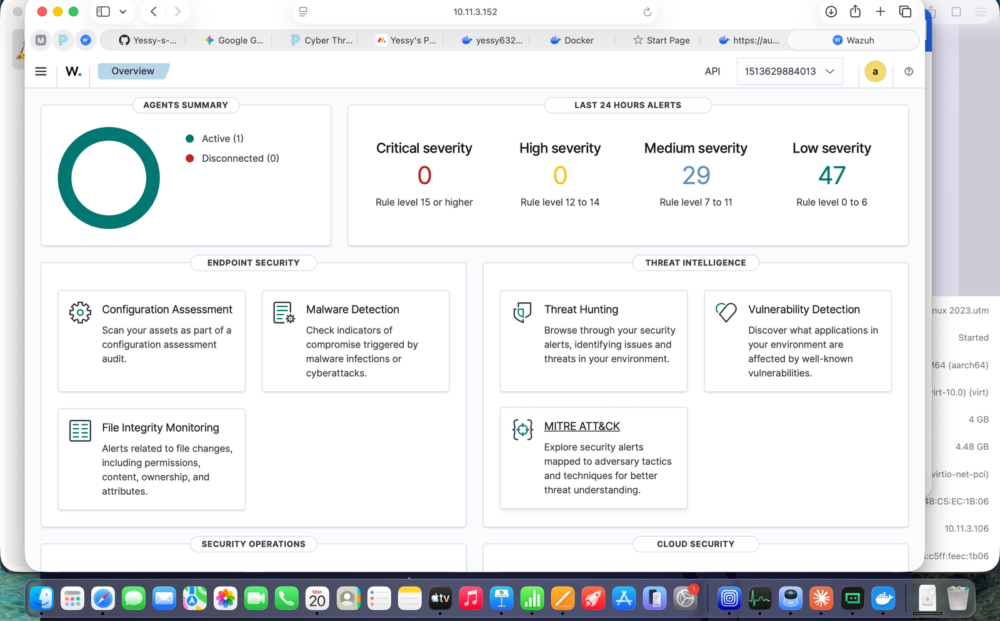 10.11.3.152
M
Yessy-s-...
Google G...
Cyber Thr...
Yessy's P...
yessy632...
Docker
Start Page
https://au...
Wazuh
W.
Overview
API
1513629884013
a
AGENTS SUMMARY
Active (1)
Disconnected (0)
LAST 24 HOURS ALERTS
Critical severity
0
Rule level 15 or higher
High severity
0
Rule level 12 to 14
Medium severity
29
Rule level 7 to 11
Low severity
47
Rule level 0 to 6
ENDPOINT SECURITY
Configuration Assessment
Scan your assets as part of a
configuration assessment
audit.
Malware Detection
Check indicators of
compromise triggered by
malware infections or
cyberattacks.
File Integrity Monitoring
Alerts related to file changes,
including permissions,
content, ownership, and
attributes.
THREAT INTELLIGENCE
Threat Hunting
Browse through your security
alerts, identifying issues and
threats in your environment.
Vulnerability Detection
Discover what applications in
your environment are
affected by well-known
vulnerabilities.
MITRE ATT&CK
Explore security alerts
mapped to adversary tactics
and techniques for better
threat understanding.
SECURITY OPERATIONS
CLOUD SECURITY
nux 2023.utm
Started
M64 (aarch64)
virt-10.0) (virt)
4 GB
4.48 GB
virtio-net-pci)
48:C5:EC:1B:06
10.11.3.106
:c5ff:feec:1b06
Mon
20
tv
1